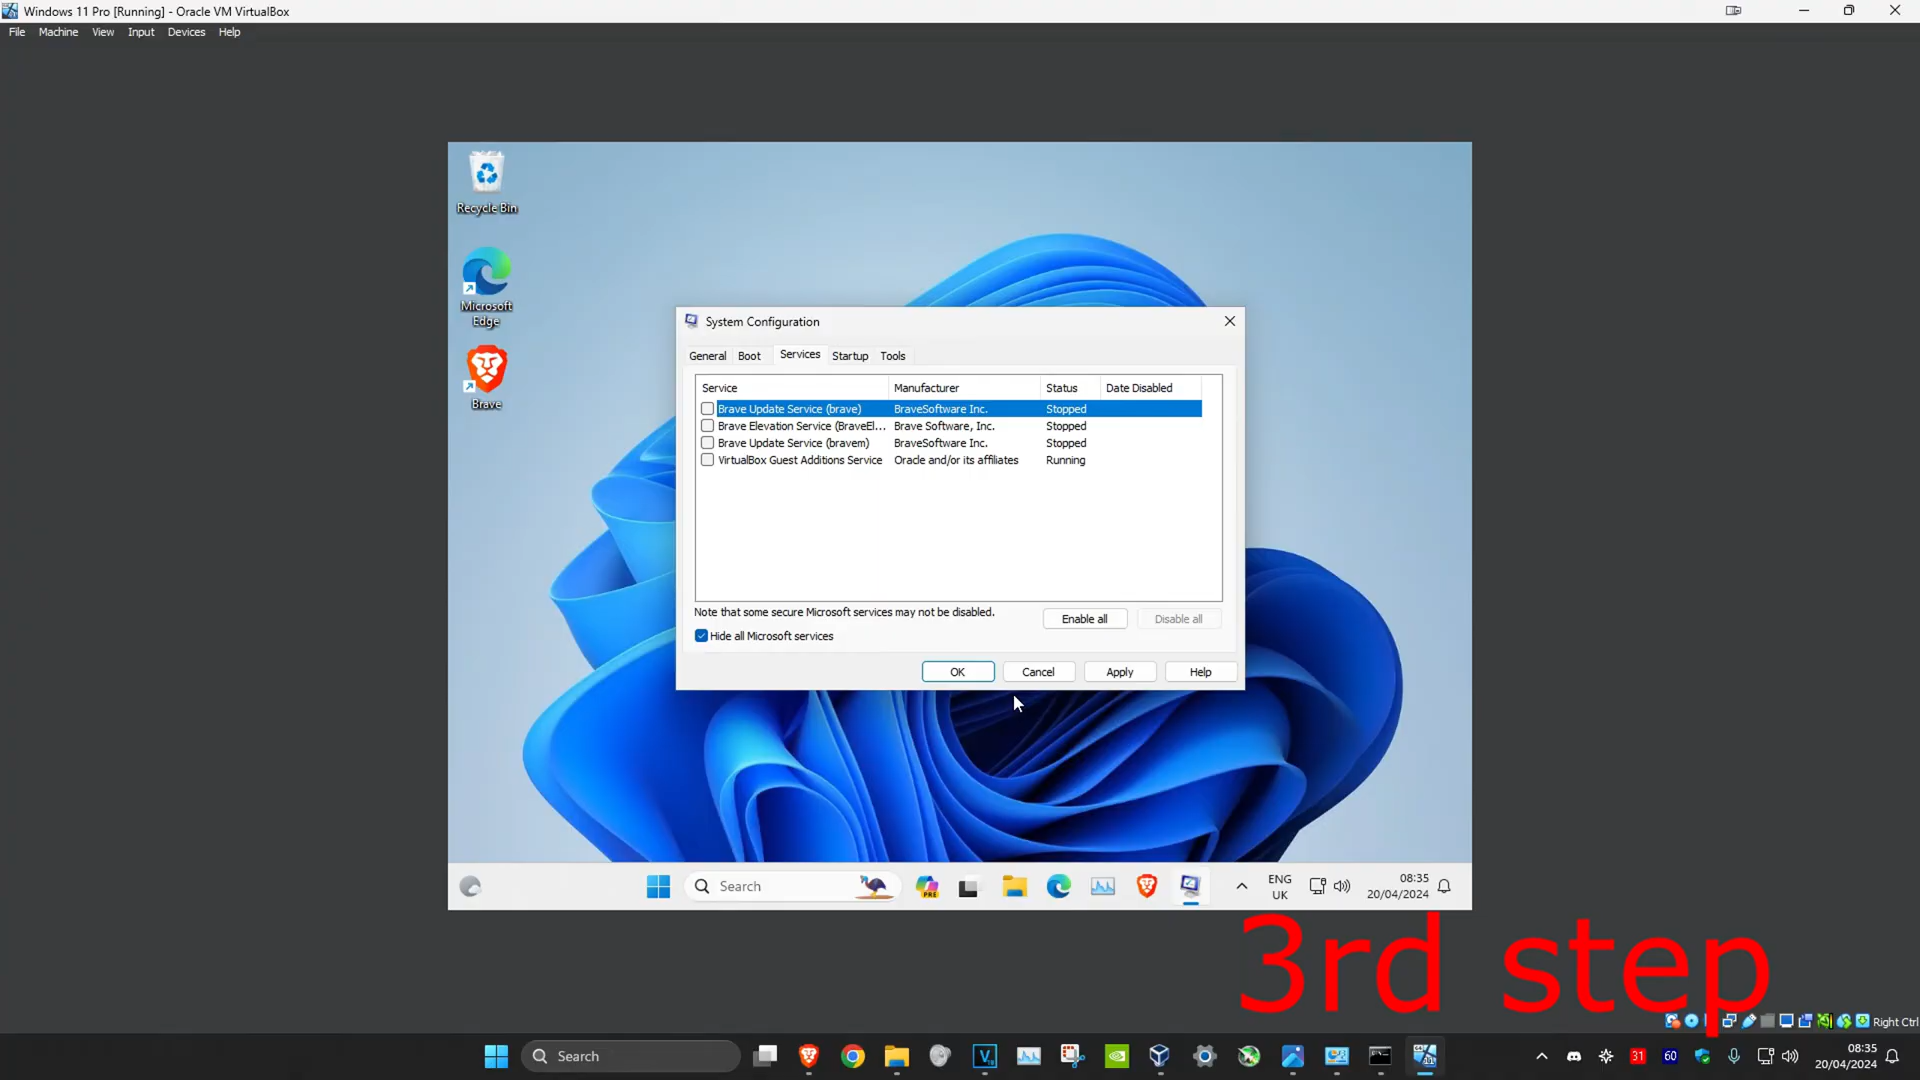 Windows 11 Pro [Running] - Oracle VM VirtualBox
File Machine View Input Devices Help
Recycle Bin
Microsoft
Edge
Brave
System Configuration
General Boot Services Startup Tools
Service Manufacturer Status Date Disabled
Brave Update Service (brave) BraveSoftware Inc. Stopped
Brave Elevation Service (BraveEl... Brave Software, Inc. Stopped
Brave Update Service (bravem) BraveSoftware Inc. Stopped
VirtualBox Guest Additions Service Oracle and/or its affiliates Running
Note that some secure Microsoft services may not be disabled.
Enable all Disable all
Hide all Microsoft services
OK Cancel Apply Help
Search
PRE
ENG
UK
08:35
20/04/2024
3rd step
Right Ctrl
Search
31 60
08:35
20/04/2024